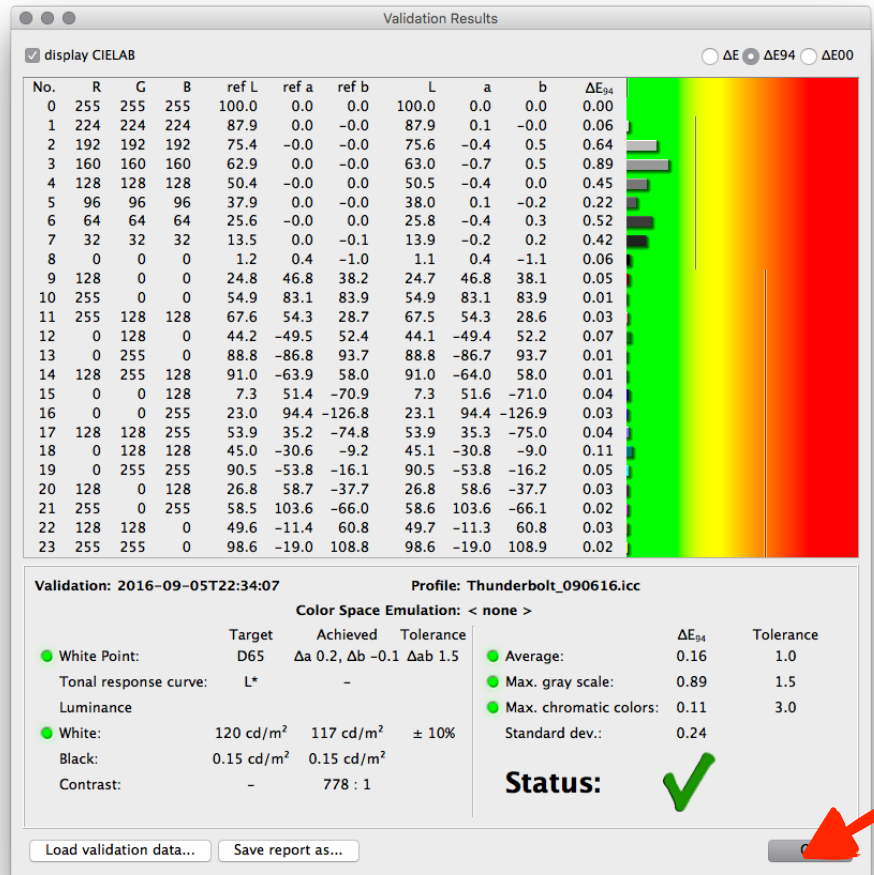 Validation Results
display CIELAB ΔE ΔE94 ΔE00
No. R G B ref L ref a ref b L a b ΔE₉₄
0 255 255 255 100.0 0.0 0.0 100.0 0.0 0.0 0.00
1 224 224 224 87.9 0.0 -0.0 87.9 0.1 -0.0 0.06
2 192 192 192 75.4 -0.0 -0.0 75.6 -0.4 0.5 0.64
3 160 160 160 62.9 -0.0 0.0 63.0 -0.7 0.5 0.89
4 128 128 128 50.4 -0.0 0.0 50.5 -0.4 0.0 0.45
5 96 96 96 37.9 0.0 -0.0 38.0 0.1 -0.2 0.22
6 64 64 64 25.6 -0.0 0.0 25.8 -0.4 0.3 0.52
7 32 32 32 13.5 0.0 -0.1 13.9 -0.2 0.2 0.42
8 0 0 0 1.2 0.4 -1.0 1.1 0.4 -1.1 0.06
9 128 0 0 24.8 46.8 38.2 24.7 46.8 38.1 0.05
10 255 0 0 54.9 83.1 83.9 54.9 83.1 83.9 0.01
11 255 128 128 67.6 54.3 28.7 67.5 54.3 28.6 0.03
12 0 128 0 44.2 -49.5 52.4 44.1 -49.4 52.2 0.07
13 0 255 0 88.8 -86.8 93.7 88.8 -86.7 93.7 0.01
14 128 255 128 91.0 -63.9 58.0 91.0 -64.0 58.0 0.01
15 0 0 128 7.3 51.4 -70.9 7.3 51.6 -71.0 0.04
16 0 0 255 23.0 94.4 -126.8 23.1 94.4 -126.9 0.03
17 128 128 255 53.9 35.2 -74.8 53.9 35.3 -75.0 0.04
18 0 128 128 45.0 -30.6 -9.2 45.1 -30.8 -9.0 0.11
19 0 255 255 90.5 -53.8 -16.1 90.5 -53.8 -16.2 0.05
20 128 0 128 26.8 58.7 -37.7 26.8 58.6 -37.7 0.03
21 255 0 255 58.5 103.6 -66.0 58.6 103.6 -66.1 0.02
22 128 128 0 49.6 -11.4 60.8 49.7 -11.3 60.8 0.03
23 255 255 0 98.6 -19.0 108.8 98.6 -19.0 108.9 0.02
Validation: 2016-09-05T22:34:07 Profile: Thunderbolt_090616.icc
Color Space Emulation: < none >
Target Achieved Tolerance ΔE₉₄ Tolerance
White Point: D65 Δa 0.2, Δb -0.1 Δab 1.5 Average: 0.16 1.0
Tonal response curve: L* – Max. gray scale: 0.89 1.5
Luminance Max. chromatic colors: 0.11 3.0
White: 120 cd/m² 117 cd/m² ± 10% Standard dev.: 0.24
Black: 0.15 cd/m² 0.15 cd/m²
Contrast: – 778 : 1 Status:
Load validation data... Save report as...